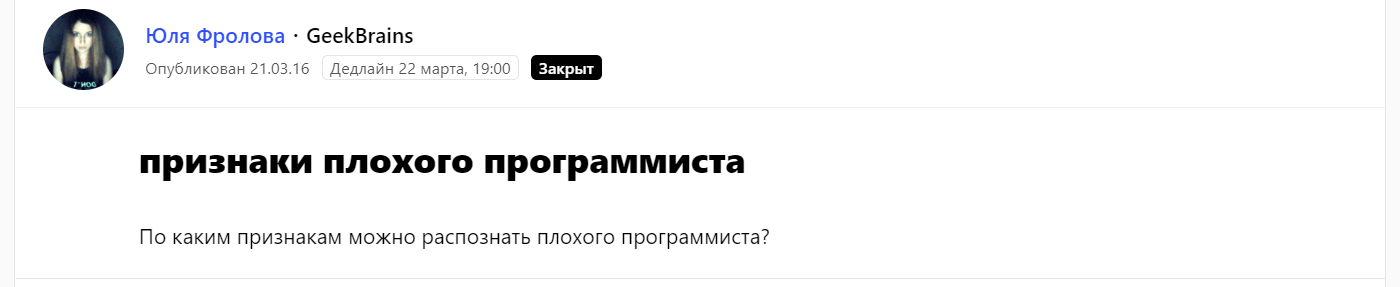 Юля Фролова · GeekBrains
Опубликован 21.03.16 Дедлайн 22 марта, 19:00 Закрыт
признаки плохого программиста
По каким признакам можно распознать плохого программиста?